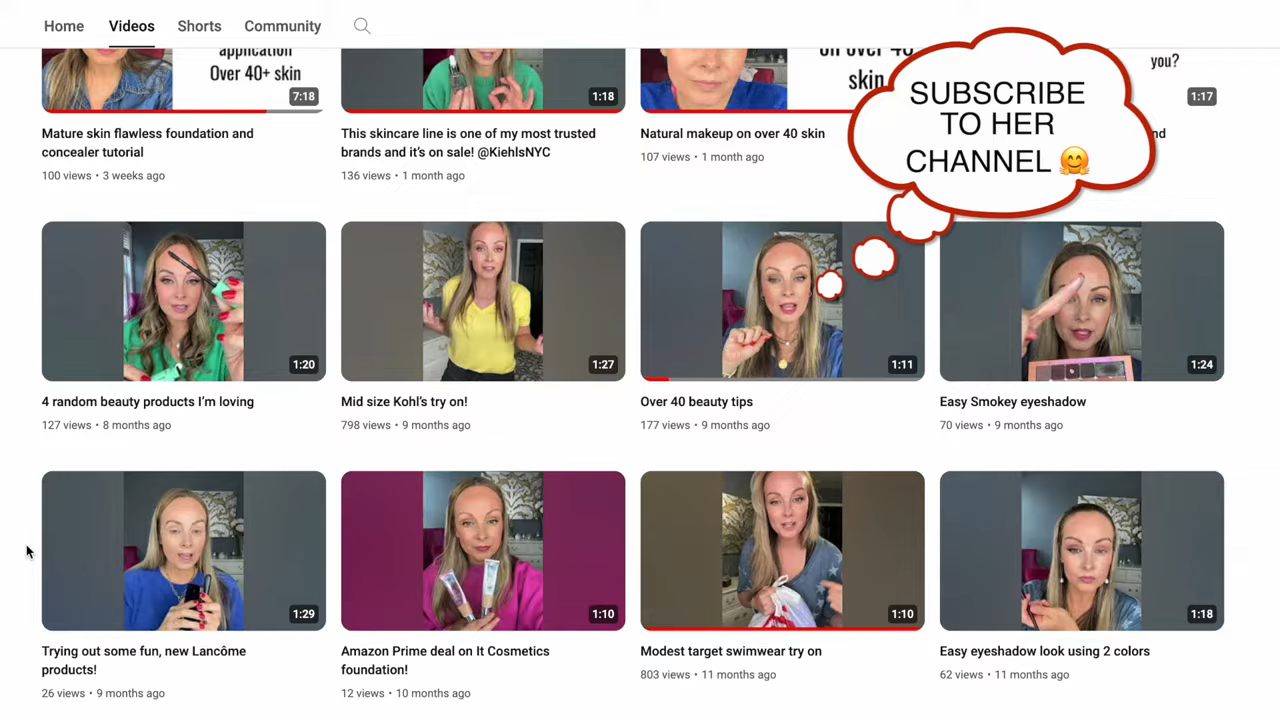 Home Videos Shorts Community
application
Over 40+ skin
7:18
1:18
on over 40
skin
you?
1:17
Mature skin flawless foundation and
concealer tutorial
100 views • 3 weeks ago
This skincare line is one of my most trusted
brands and it's on sale! @KiehlsNYC
136 views • 1 month ago
Natural makeup on over 40 skin
107 views • 1 month ago
SUBSCRIBE
TO HER
CHANNEL 🤗
1:20
4 random beauty products I'm loving
127 views • 8 months ago
1:27
Mid size Kohl's try on!
798 views • 9 months ago
1:11
Over 40 beauty tips
177 views • 9 months ago
1:24
Easy Smokey eyeshadow
70 views • 9 months ago
1:29
Trying out some fun, new Lancôme
products!
26 views • 9 months ago
1:10
Amazon Prime deal on It Cosmetics
foundation!
12 views • 10 months ago
1:10
Modest target swimwear try on
803 views • 11 months ago
1:18
Easy eyeshadow look using 2 colors
62 views • 11 months ago